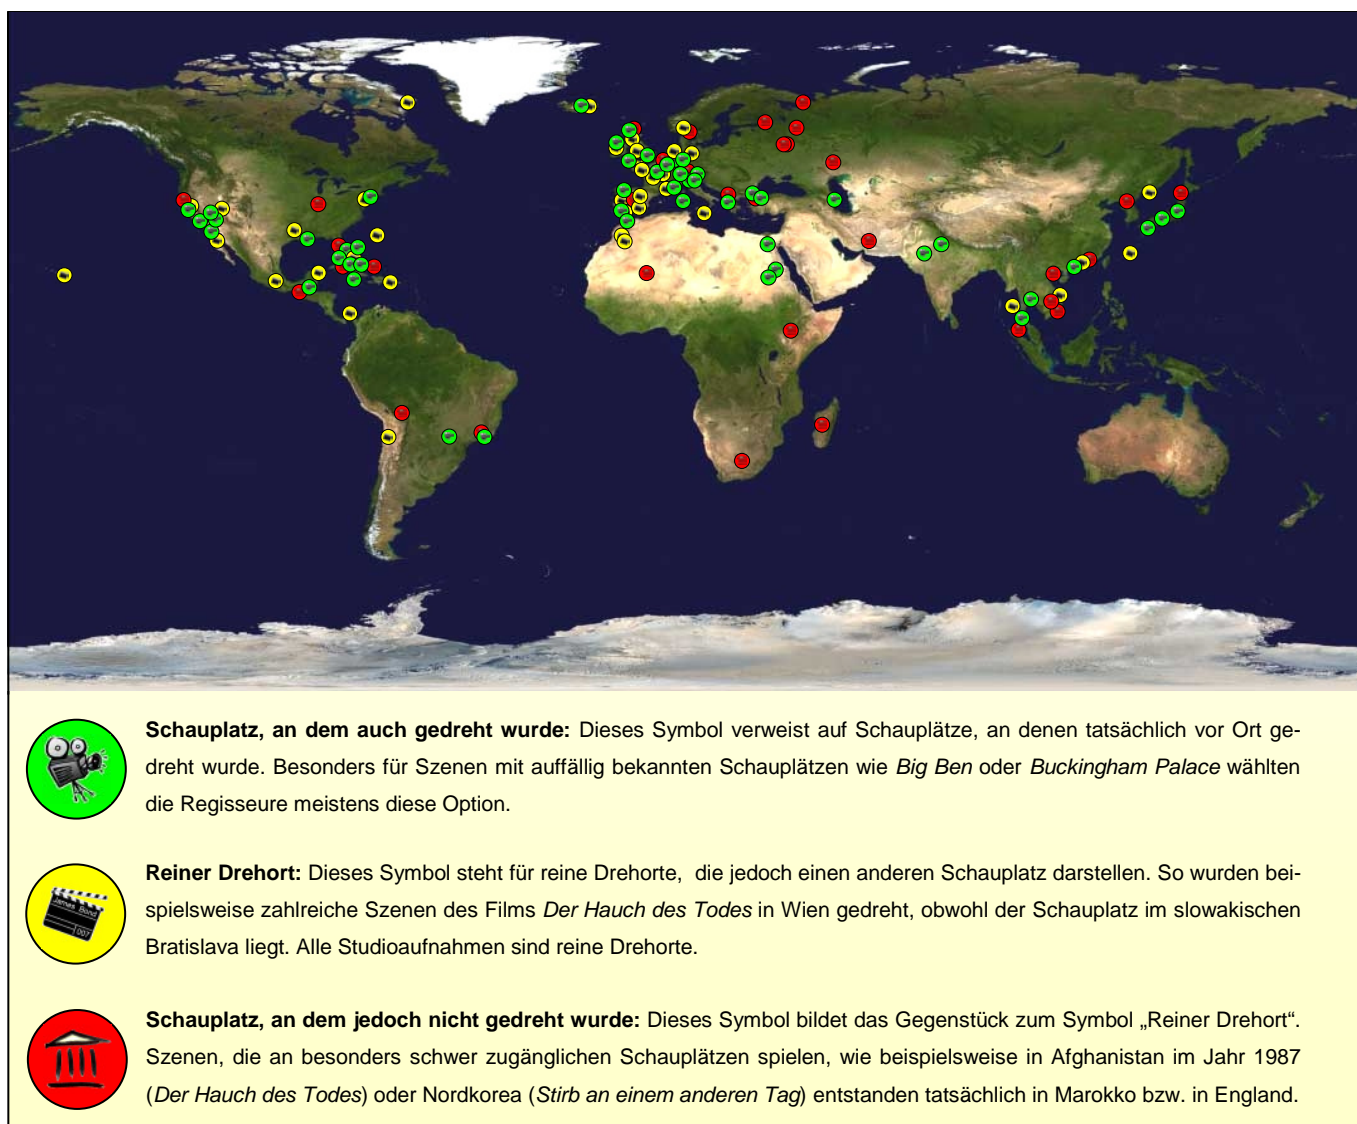 Schauplatz, an dem auch gedreht wurde: Dieses Symbol verweist auf Schauplätze, an denen tatsächlich vor Ort ge-
dreht wurde. Besonders für Szenen mit auffällig bekannten Schauplätzen wie Big Ben oder Buckingham Palace wählten
die Regisseure meistens diese Option.
James Bond
007
Reiner Drehort: Dieses Symbol steht für reine Drehorte, die jedoch einen anderen Schauplatz darstellen. So wurden bei-
spielsweise zahlreiche Szenen des Films Der Hauch des Todes in Wien gedreht, obwohl der Schauplatz im slowakischen
Bratislava liegt. Alle Studioaufnahmen sind reine Drehorte.
Schauplatz, an dem jedoch nicht gedreht wurde: Dieses Symbol bildet das Gegenstück zum Symbol „Reiner Drehort“.
Szenen, die an besonders schwer zugänglichen Schauplätzen spielen, wie beispielsweise in Afghanistan im Jahr 1987
(Der Hauch des Todes) oder Nordkorea (Stirb an einem anderen Tag) entstanden tatsächlich in Marokko bzw. in England.